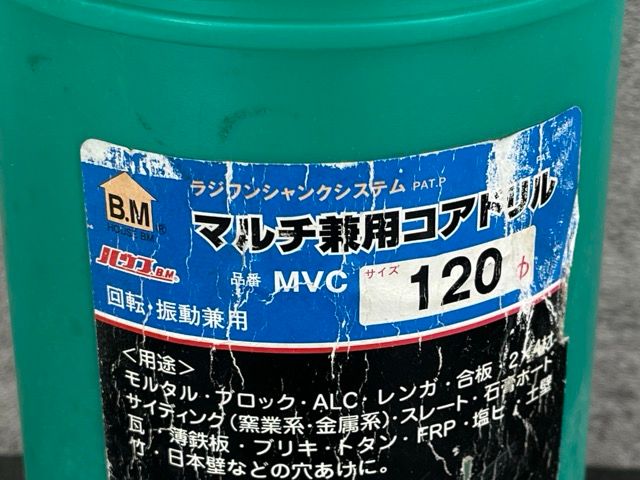 ラジワンシャンクシステム PAT.P
B.M
HOUSE B.M ®
マルチ兼用コアドリル
ハウス B.M
品番 MVC サイズ 120 φ
回転・振動兼用
<用途>
モルタル・ブロック・ALC・レンガ・合板・2×4材
サイディング(窯業系・金属系)・スレート・石膏ボート
瓦 薄鉄板・ブリキ・トタン・FRP・塩ビ 土壁
竹・日本壁などの穴あけに。